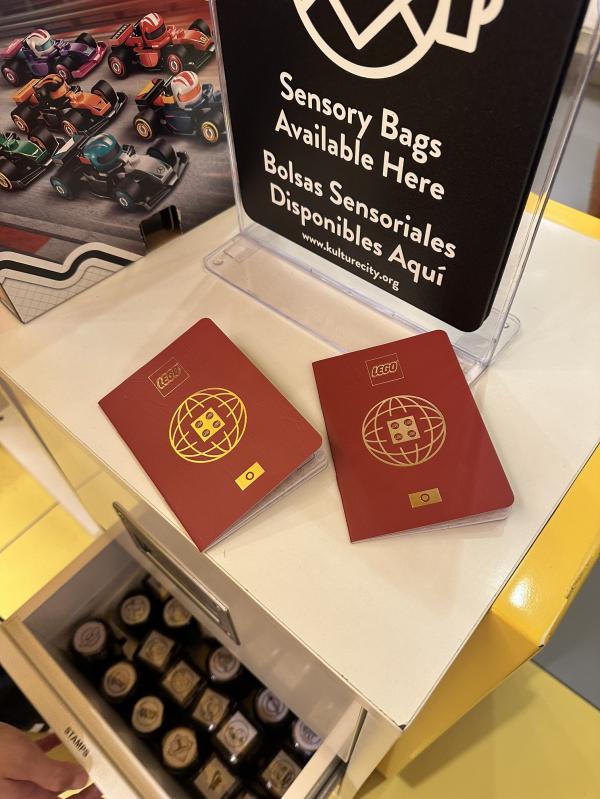 Sensory Bags
Available Here
Bolsas Sensoriales
Disponibles Aquí
www.kulturecity.org
LEGO
LEGO
STAMPS